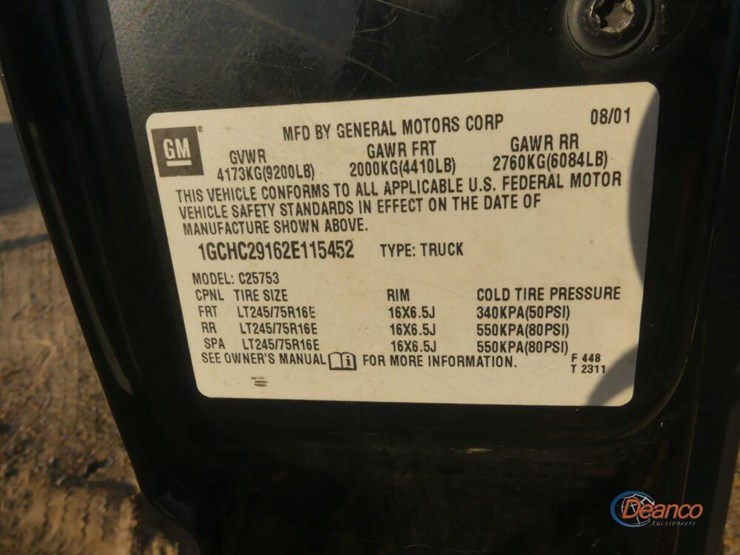 GM ®
MFD BY GENERAL MOTORS CORP 08/01
GVWR GAWR FRT GAWR RR
4173KG(9200LB) 2000KG(4410LB) 2760KG(6084LB)
THIS VEHICLE CONFORMS TO ALL APPLICABLE U.S. FEDERAL MOTOR
VEHICLE SAFETY STANDARDS IN EFFECT ON THE DATE OF
MANUFACTURE SHOWN ABOVE.
1GCHC29162E115452 TYPE: TRUCK
MODEL: C25753
CPNL TIRE SIZE RIM COLD TIRE PRESSURE
FRT LT245/75R16E 16X6.5J 340KPA(50PSI)
RR LT245/75R16E 16X6.5J 550KPA(80PSI)
SPA LT245/75R16E 16X6.5J 550KPA(80PSI)
SEE OWNER'S MANUAL i FOR MORE INFORMATION.
F 448
T 2311
Deanco
Auctioneers